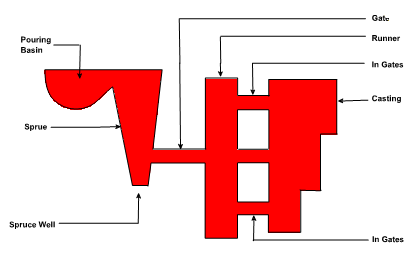 Gate
Pouring
Basin
Runner
In Gates
Casting
Sprue
Spruce Well
In Gates